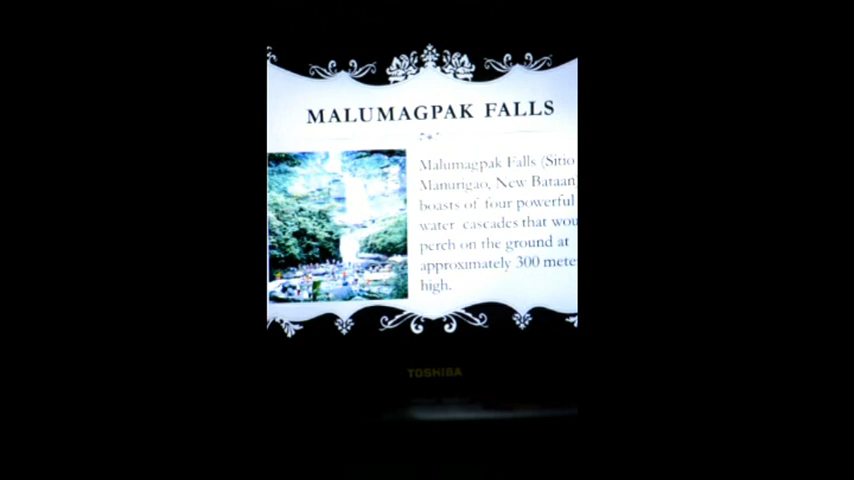 MALUMAGPAK FALLS
Malumagpak Falls (Sitio
Manurigao, New Bataan)
boasts of four powerful
water cascades that wou
perch on the ground at
approximately 300 mete
high.
TOSHIBA